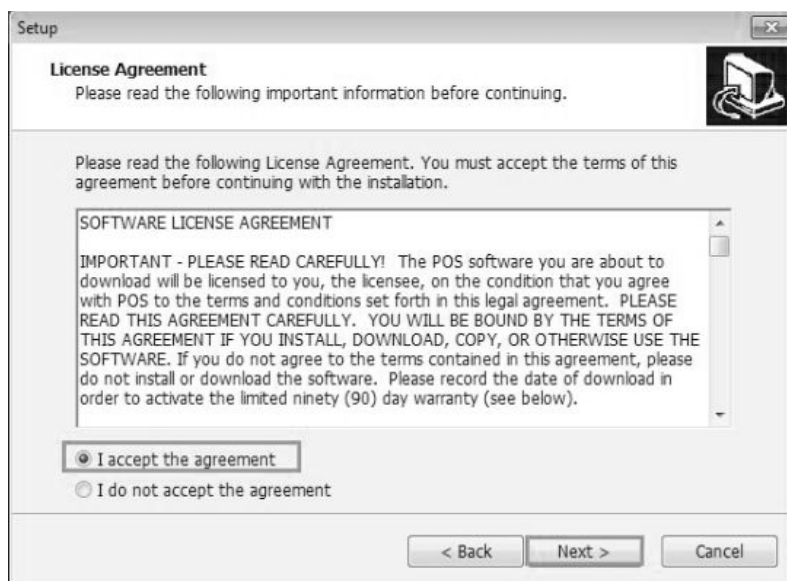 Setup
License Agreement
Please read the following important information before continuing.
Please read the following License Agreement. You must accept the terms of this
agreement before continuing with the installation.
SOFTWARE LICENSE AGREEMENT
IMPORTANT - PLEASE READ CAREFULLY!  The POS software you are about to
download will be licensed to you, the licensee, on the condition that you agree
with POS to the terms and conditions set forth in this legal agreement.  PLEASE
READ THIS AGREEMENT CAREFULLY.  YOU WILL BE BOUND BY THE TERMS OF
THIS AGREEMENT IF YOU INSTALL, DOWNLOAD, COPY, OR OTHERWISE USE THE
SOFTWARE. If you do not agree to the terms contained in this agreement, please
do not install or download the software.  Please record the date of download in
order to activate the limited ninety (90) day warranty (see below).
I accept the agreement
I do not accept the agreement
< Back Next > Cancel